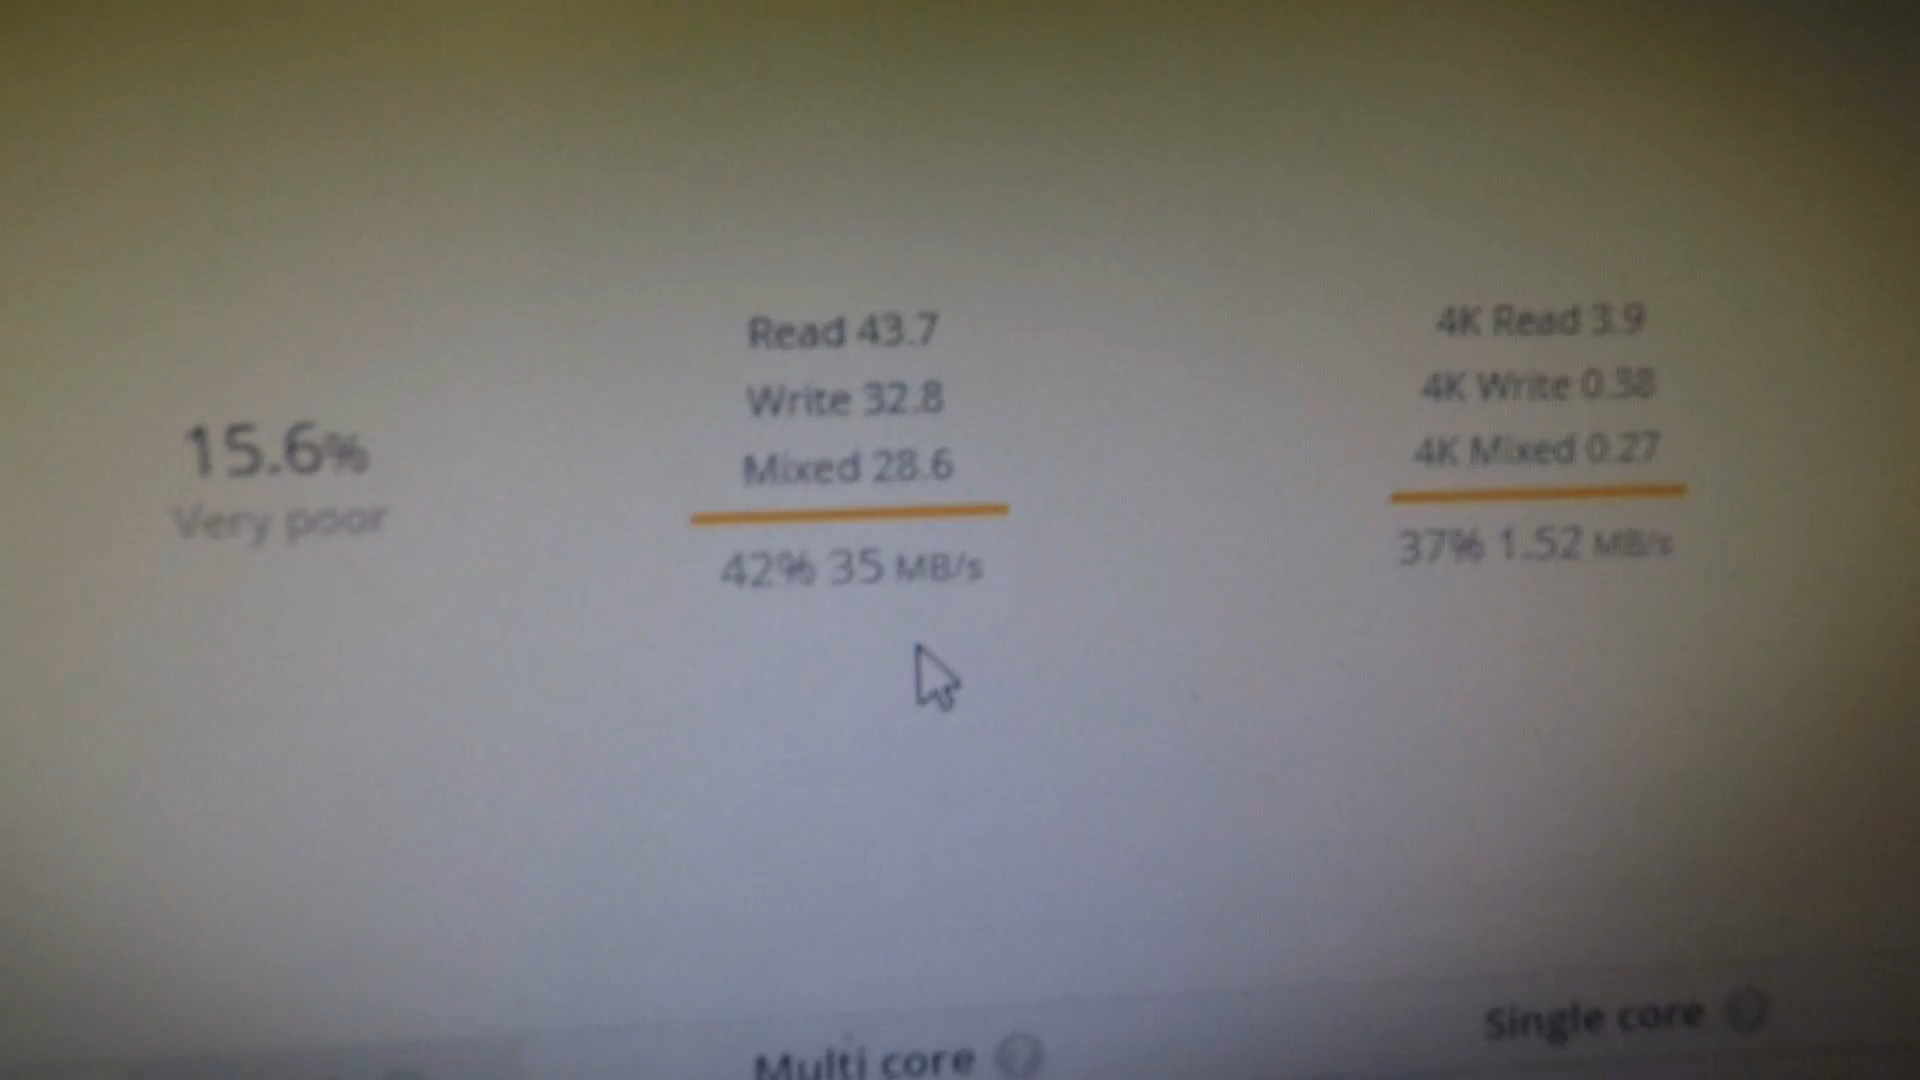 15.6%
Very poor
Read 43.7
Write 32.8
Mixed 28.6
42% 35 MB/s
4K Read 3.9
4K Write 0.38
4K Mixed 0.27
37% 1.52 MB/s
Multi core
Single core